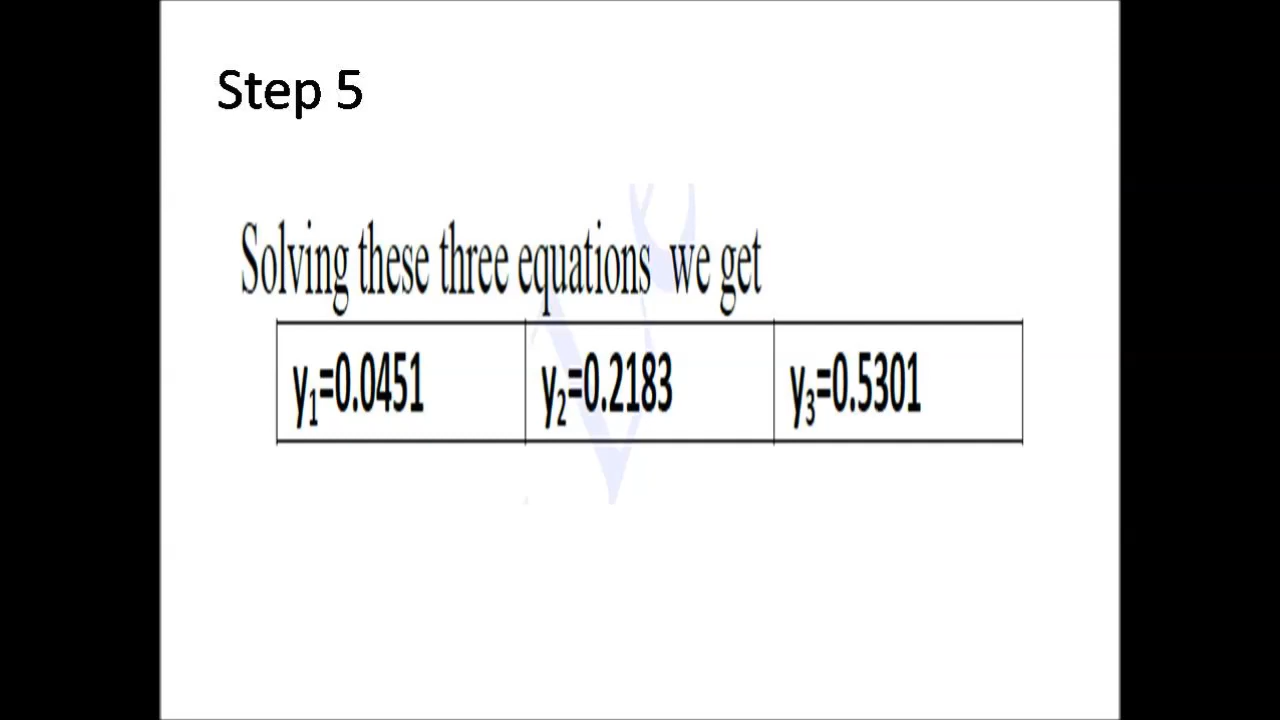 Step 5
Solving these three equations we get
y₁=0.0451 y₂=0.2183 y₃=0.5301